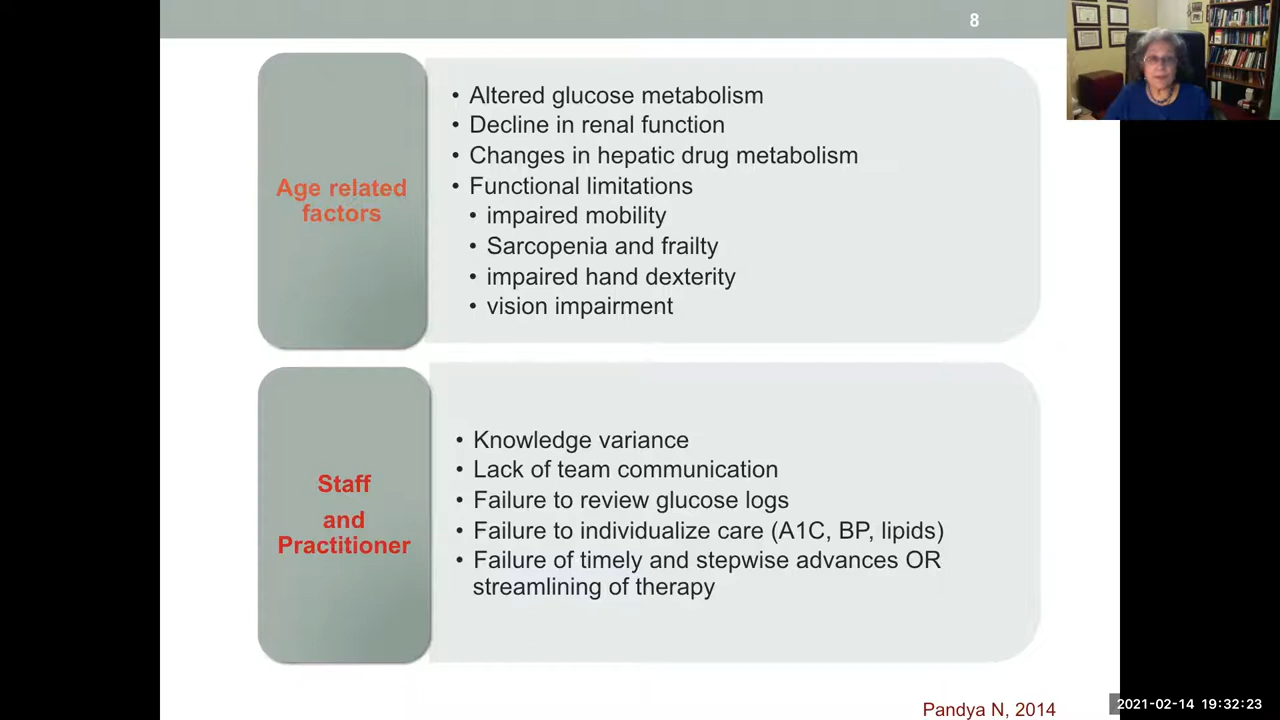 8
Age related
factors
• Altered glucose metabolism
• Decline in renal function
• Changes in hepatic drug metabolism
• Functional limitations
• impaired mobility
• Sarcopenia and frailty
• impaired hand dexterity
• vision impairment
Staff
and
Practitioner
• Knowledge variance
• Lack of team communication
• Failure to review glucose logs
• Failure to individualize care (A1C, BP, lipids)
• Failure of timely and stepwise advances OR
streamlining of therapy
Pandya N, 2014
2021-02-14 19:32:23